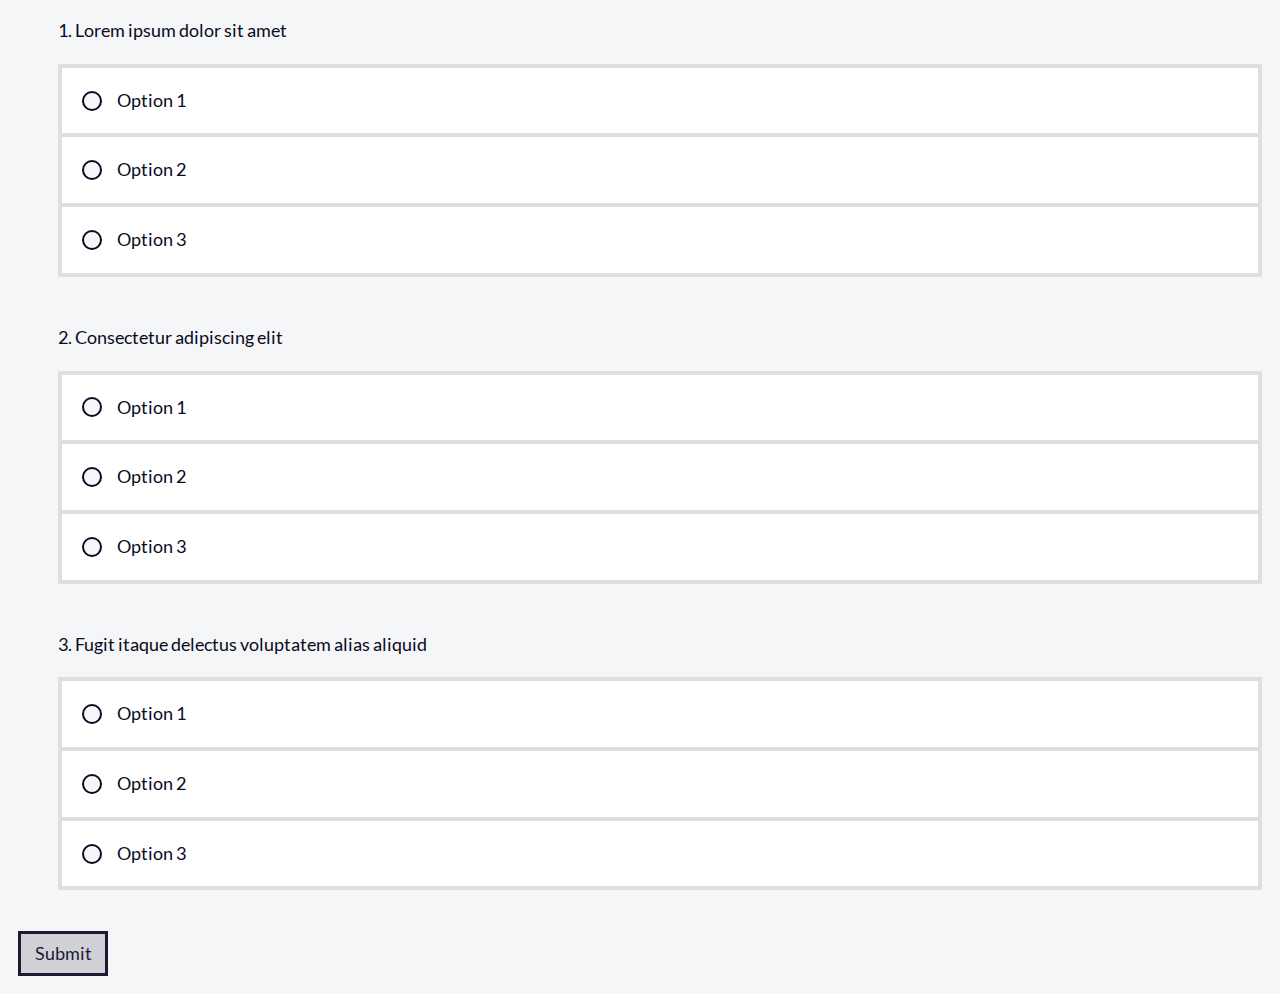 1. Lorem ipsum dolor sit amet
Option 1
Option 2
Option 3
2. Consectetur adipiscing elit
Option 1
Option 2
Option 3
3. Fugit itaque delectus voluptatem alias aliquid
Option 1
Option 2
Option 3
Submit